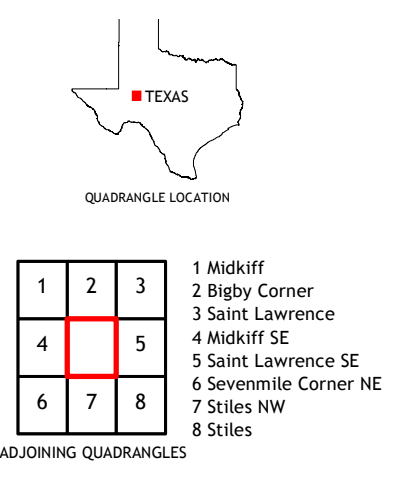 TEXAS
QUADRANGLE LOCATION
1 2 3
4 5
6 7 8
1 Midkiff
2 Bigby Corner
3 Saint Lawrence
4 Midkiff SE
5 Saint Lawrence SE
6 Sevenmile Corner NE
7 Stiles NW
8 Stiles
ADJOINING QUADRANGLES